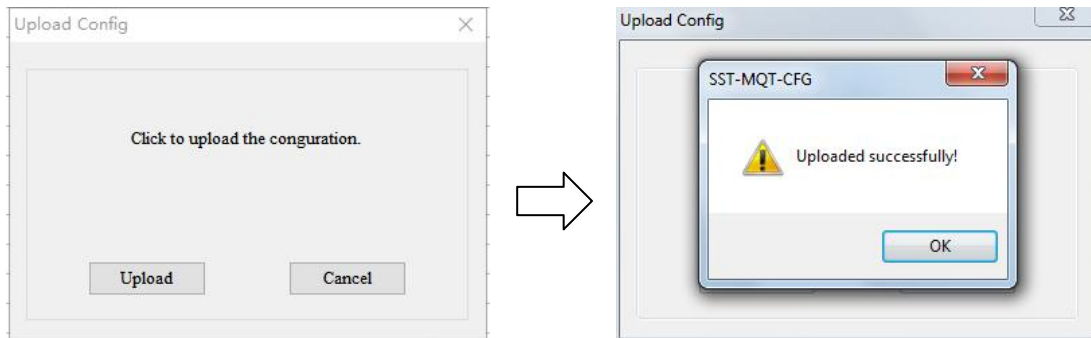 Upload Config
Click to upload the conguration.
Upload
Cancel
Upload Config
SST-MQT-CFG
Uploaded successfully!
OK